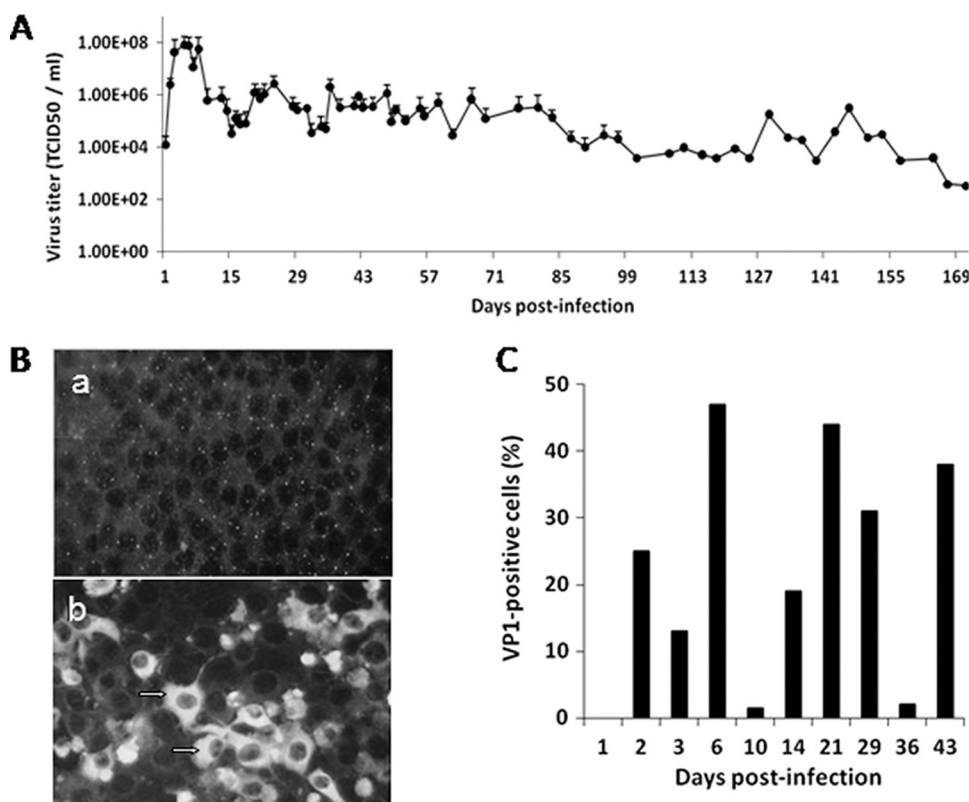 A
Virus titer (TCID50 / ml)
1.00E+08
1.00E+06
1.00E+04
1.00E+02
1.00E+00
1 15 29 43 57 71 85 99 113 127 141 155 169
Days post-infection
B
a
b
C
VP1-positive cells (%)
50
40
30
20
10
0
1 2 3 6 10 14 21 29 36 43
Days post-infection